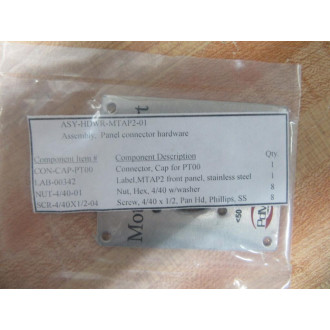 ASY-HDWR-MTAP2-01
Assembly, Panel connector hardware
Component Item # Component Description Qty
CON-CAP-PT00 Connector, Cap for PT00 1
LAB-00342 Label,MTAP2 front panel, stainless steel 1
NUT-4/40-01 Nut, Hex, 4/40 w/washer 8
SCR-4/40X1/2-04 Screw, 4/40 x 1/2, Pan Hd, Phillips, SS 8
<50
PdMA